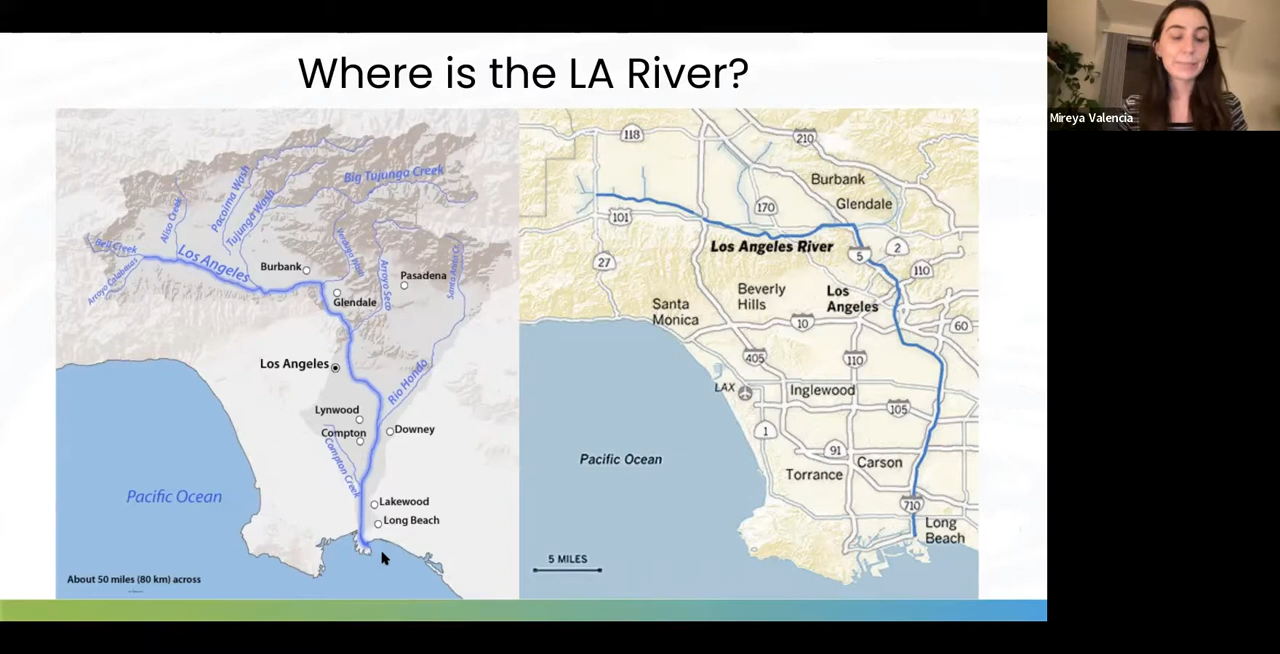 Where is the LA River?
Mireya Valencia
Big Tujunga Creek
Pacoima Wash
Tujunga Wash
Aliso Creek
Bell Creek
Arroyo Calabasas
Los Angeles
Verdugo Wash
Arroyo Seco
Santa Anita Cr.
Burbank
Pasadena
Glendale
Los Angeles
Rio Hondo
Lynwood
Compton
Downey
Compton Creek
Pacific Ocean
Lakewood
Long Beach
About 50 miles (80 km) across
118
210
Burbank
Glendale
170
101
Los Angeles River
5
2
27
110
Beverly
Hills
Los
Angeles
Santa
Monica
10
60
405
110
LAX
Inglewood
105
1
91
Pacific Ocean
Carson
Torrance
710
Long
Beach
5 MILES